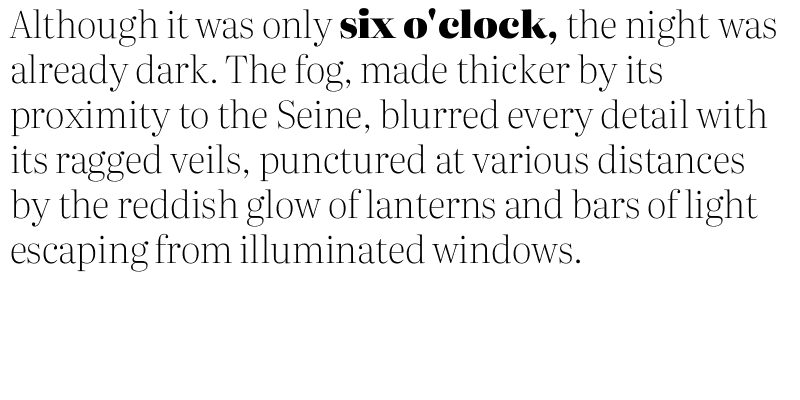 Although it was only six o'clock, the night was
already dark. The fog, made thicker by its
proximity to the Seine, blurred every detail with
its ragged veils, punctured at various distances
by the reddish glow of lanterns and bars of light
escaping from illuminated windows.